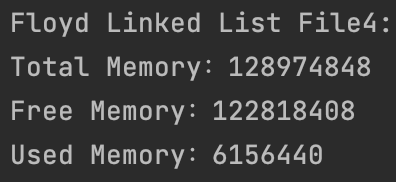 Floyd Linked List File4:
Total Memory: 128974848
Free Memory: 122818408
Used Memory: 6156440